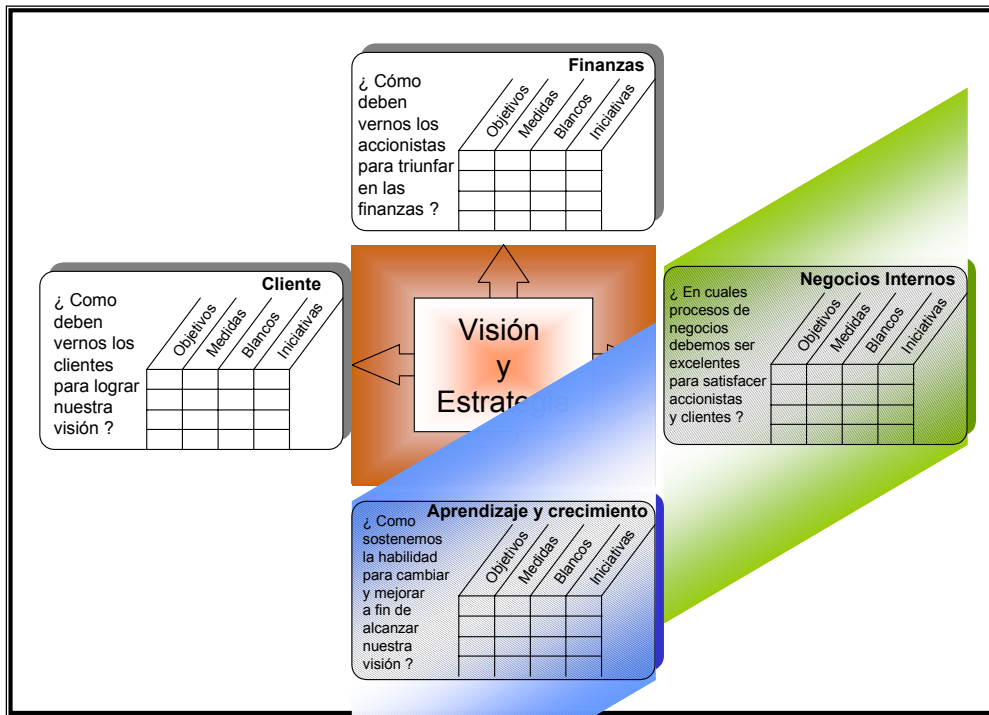 Finanzas
¿ Cómo
deben
vernos los
accionistas
para triunfar
en las
finanzas ?
Objetivos
Medidas
Blancos
Iniciativas
Cliente
¿ Como
deben
vernos los
clientes
para lograr
nuestra
visión ?
Objetivos
Medidas
Blancos
Iniciativas
Visión
y
Estrategia
Negocios Internos
¿ En cuales
procesos de
negocios
debemos ser
excelentes
para satisfacer
accionistas
y clientes ?
Objetivos
Medidas
Blancos
Iniciativas
Aprendizaje y crecimiento
¿ Como
sostenemos
la habilidad
para cambiar
y mejorar
a fin de
alcanzar
nuestra
visión ?
Objetivos
Medidas
Blancos
Iniciativas